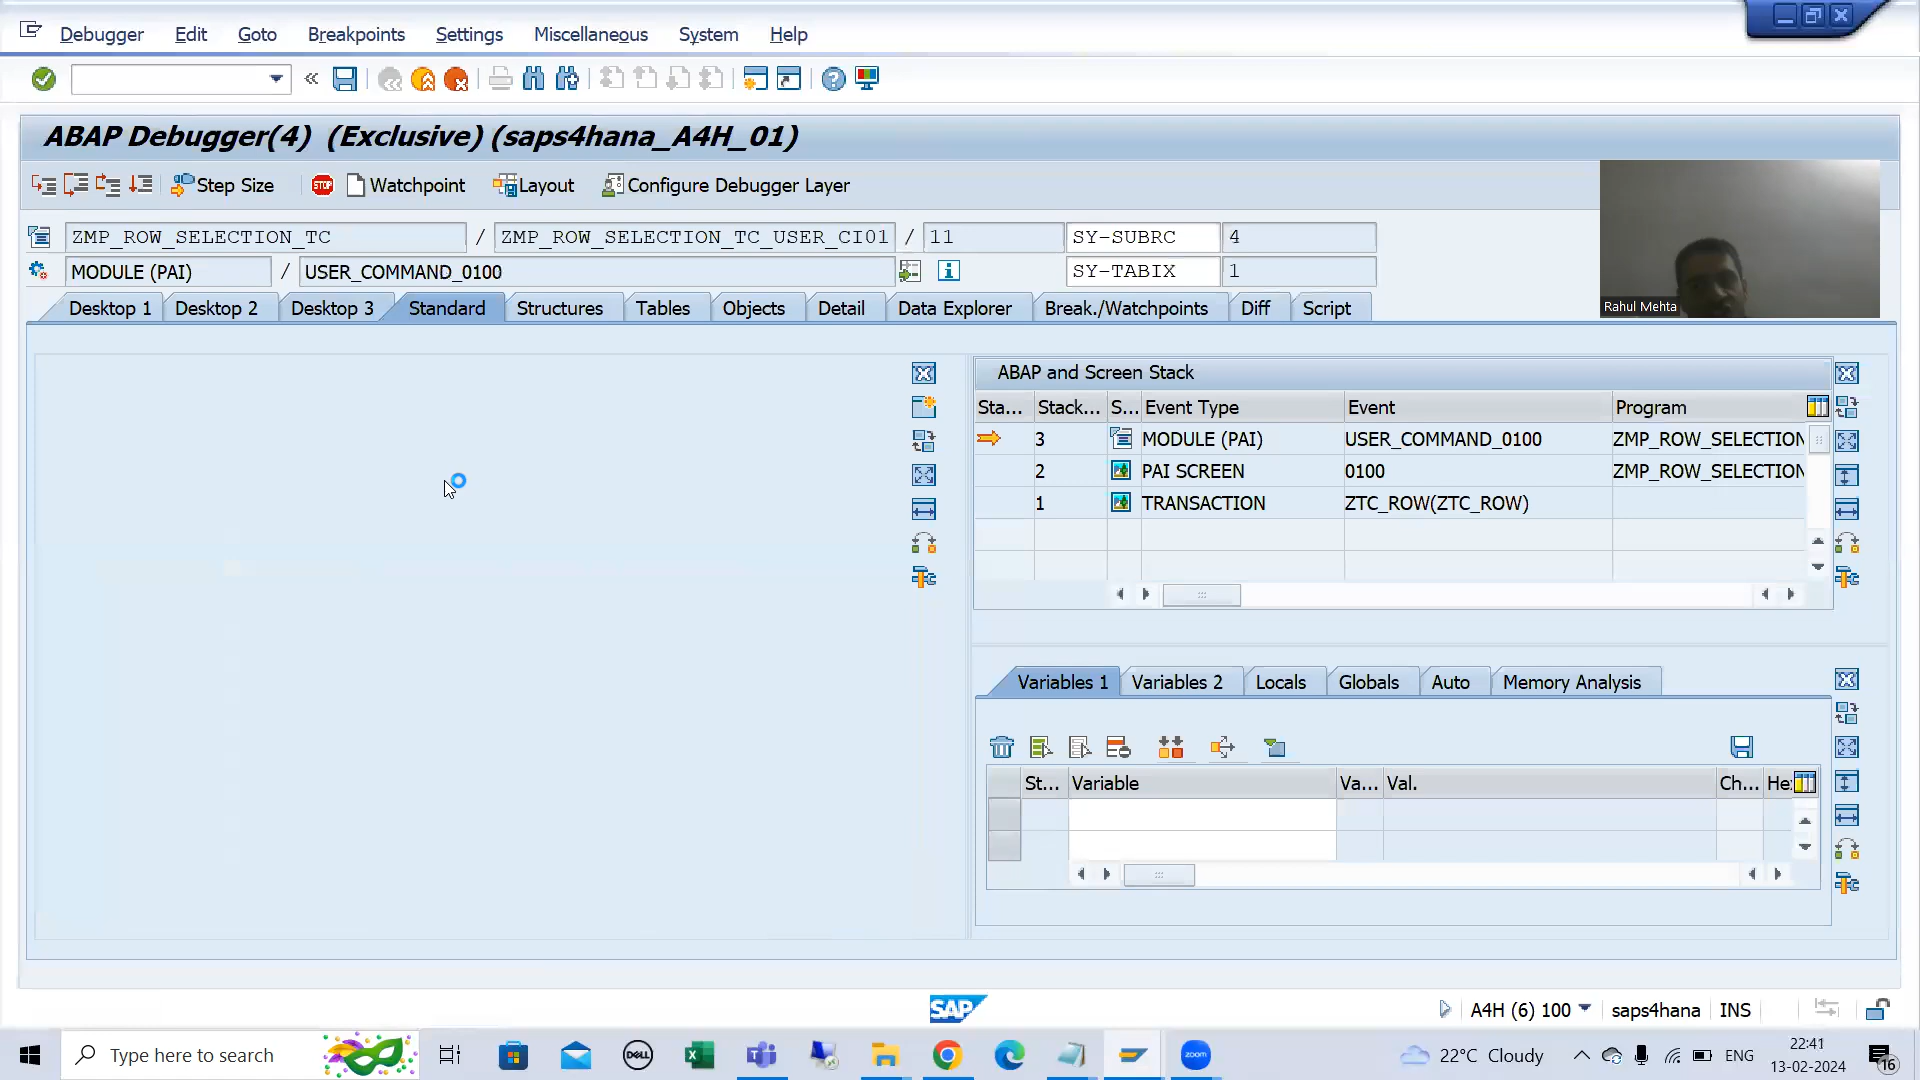 Debugger Edit Goto Breakpoints Settings Miscellaneous System Help
ABAP Debugger(4) (Exclusive) (saps4hana_A4H_01)
Step Size STOP Watchpoint Layout Configure Debugger Layer
ZMP_ROW_SELECTION_TC / ZMP_ROW_SELECTION_TC_USER_CI01 / 11 SY-SUBRC 4
MODULE (PAI) / USER_COMMAND_0100 SY-TABIX 1
Rahul Mehta
Desktop 1 Desktop 2 Desktop 3 Standard Structures Tables Objects Detail Data Explorer Break./Watchpoints Diff Script
ABAP and Screen Stack
Sta... Stack... S... Event Type Event Program
3 MODULE (PAI) USER_COMMAND_0100 ZMP_ROW_SELECTION
2 PAI SCREEN 0100 ZMP_ROW_SELECTION
1 TRANSACTION ZTC_ROW(ZTC_ROW)
Variables 1 Variables 2 Locals Globals Auto Memory Analysis
St... Variable Va... Val. Ch... He
SAP
A4H (6) 100 saps4hana INS
Type here to search
DELL
zoom
22°C Cloudy ENG
22:41
13-02-2024
16